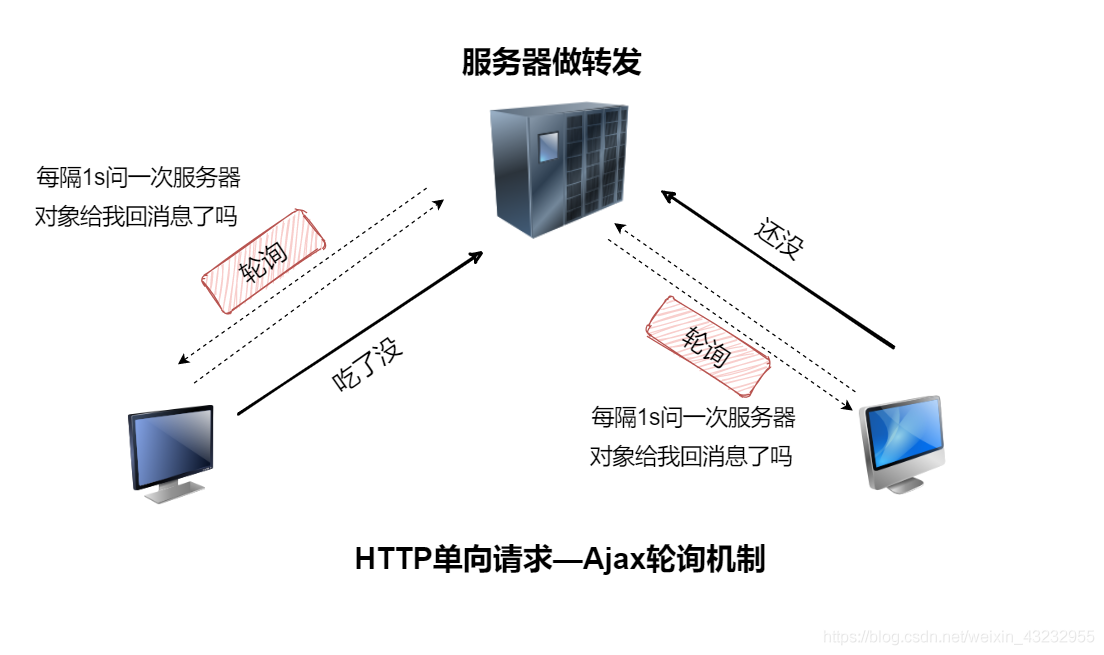 服务器做转发
每隔1s问一次服务器
对象给我回消息了吗
轮询
吃了没
还没
轮询
每隔1s问一次服务器
对象给我回消息了吗
HTTP单向请求—Ajax轮询机制
https://blog.csdn.net/weixin_43232955